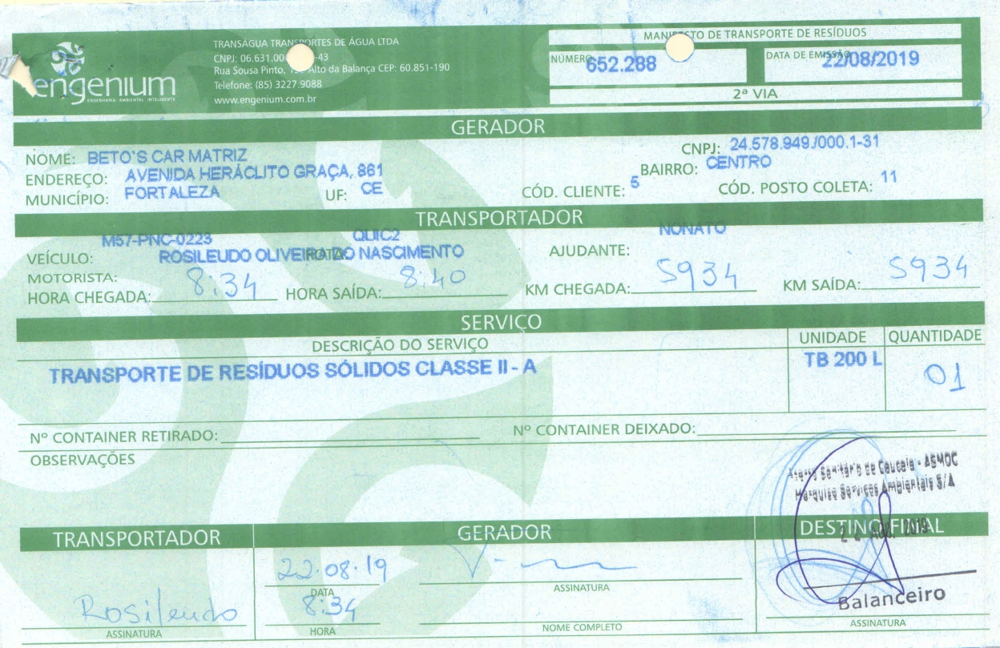 engenium
ENGENHARIA AMBIENTAL INTELIGENTE
TRANSÁGUA TRANSPORTES DE ÁGUA LTDA
CNPJ: 06.631.00 -43
Rua Sousa Pinto, Alto da Balança CEP: 60.851-190
Telefone: (85) 3227.9088
www.engenium.com.br
MANIFESTO DE TRANSPORTE DE RESÍDUOS
NÚMERO 652.288
DATA DE EMISSÃO 22/08/2019
2ª VIA
GERADOR
NOME: BETO'S CAR MATRIZ CNPJ: 24.578.949./000.1-31
ENDEREÇO: AVENIDA HERÁCLITO GRAÇA, 861 BAIRRO: CENTRO
MUNICÍPIO: FORTALEZA UF: CE CÓD. CLIENTE: 5 CÓD. POSTO COLETA: 11
TRANSPORTADOR
VEÍCULO: M57-PNC-0223 QUIC2 AJUDANTE: NONATO
MOTORISTA: ROSILEUDO OLIVEIRA DO NASCIMENTO
HORA CHEGADA: 8:34 HORA SAÍDA: 8:40 KM CHEGADA: 5934 KM SAÍDA: 5934
SERVIÇO
DESCRIÇÃO DO SERVIÇO UNIDADE QUANTIDADE
TRANSPORTE DE RESÍDUOS SÓLIDOS CLASSE II - A TB 200 L 01
Nº CONTAINER RETIRADO: Nº CONTAINER DEIXADO:
OBSERVAÇÕES
Aterro Sanitário de Caucaia - ASMOC
Marquise Serviços Ambientais S/A
TRANSPORTADOR GERADOR DESTINO FINAL
AGO. 2019
22.08.19
DATA
ASSINATURA
8:34
HORA
NOME COMPLETO
Rosileudo
ASSINATURA
Balanceiro
ASSINATURA